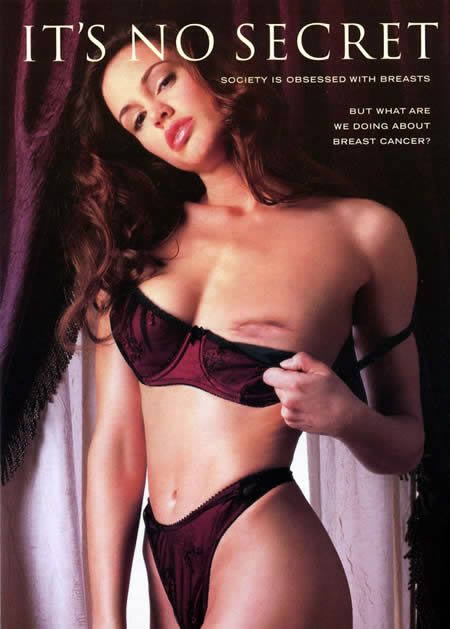 IT'S NO SECRET
SOCIETY IS OBSESSED WITH BREASTS
BUT WHAT ARE
WE DOING ABOUT
BREAST CANCER?